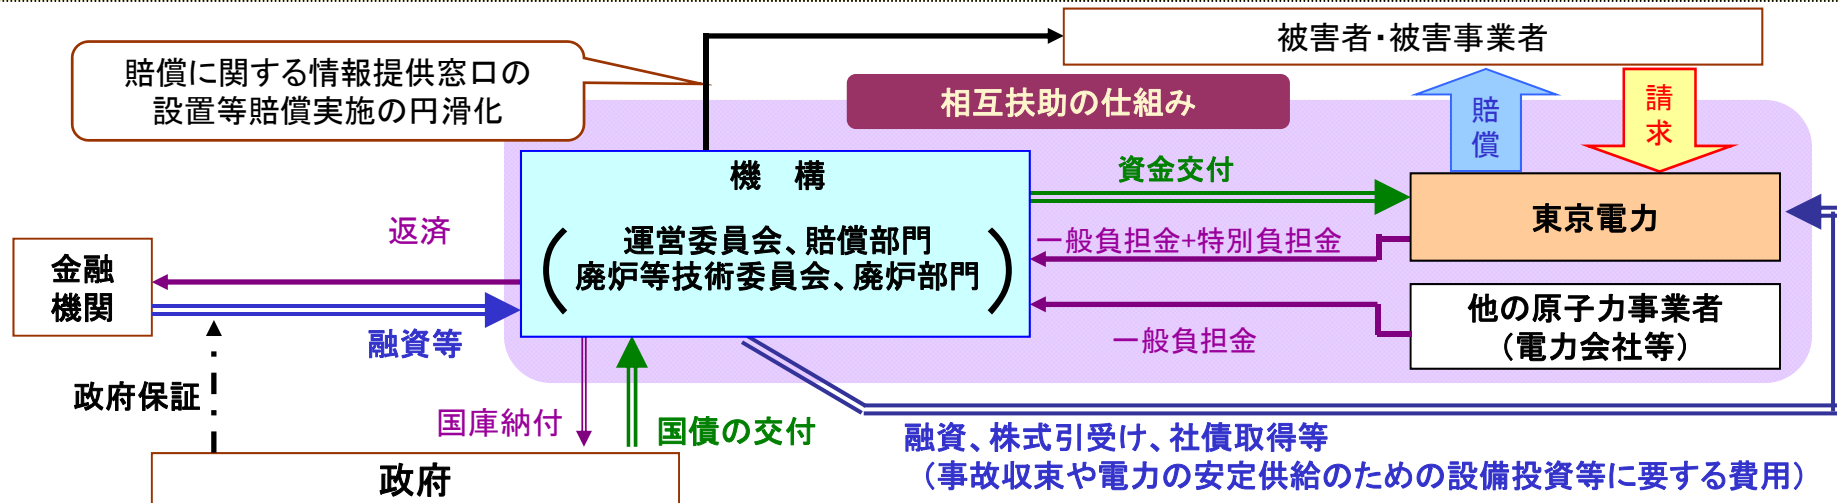 被害者・被害事業者
賠償に関する情報提供窓口の
設置等賠償実施の円滑化
相互扶助の仕組み
賠
償
請
求
機　構
運営委員会、賠償部門
廃炉等技術委員会、廃炉部門
資金交付
東京電力
返済
一般負担金+特別負担金
金融
機関
融資等
他の原子力事業者
（電力会社等）
一般負担金
政府保証
国庫納付
国債の交付
融資、株式引受け、社債取得等
（事故収束や電力の安定供給のための設備投資等に要する費用）
政府